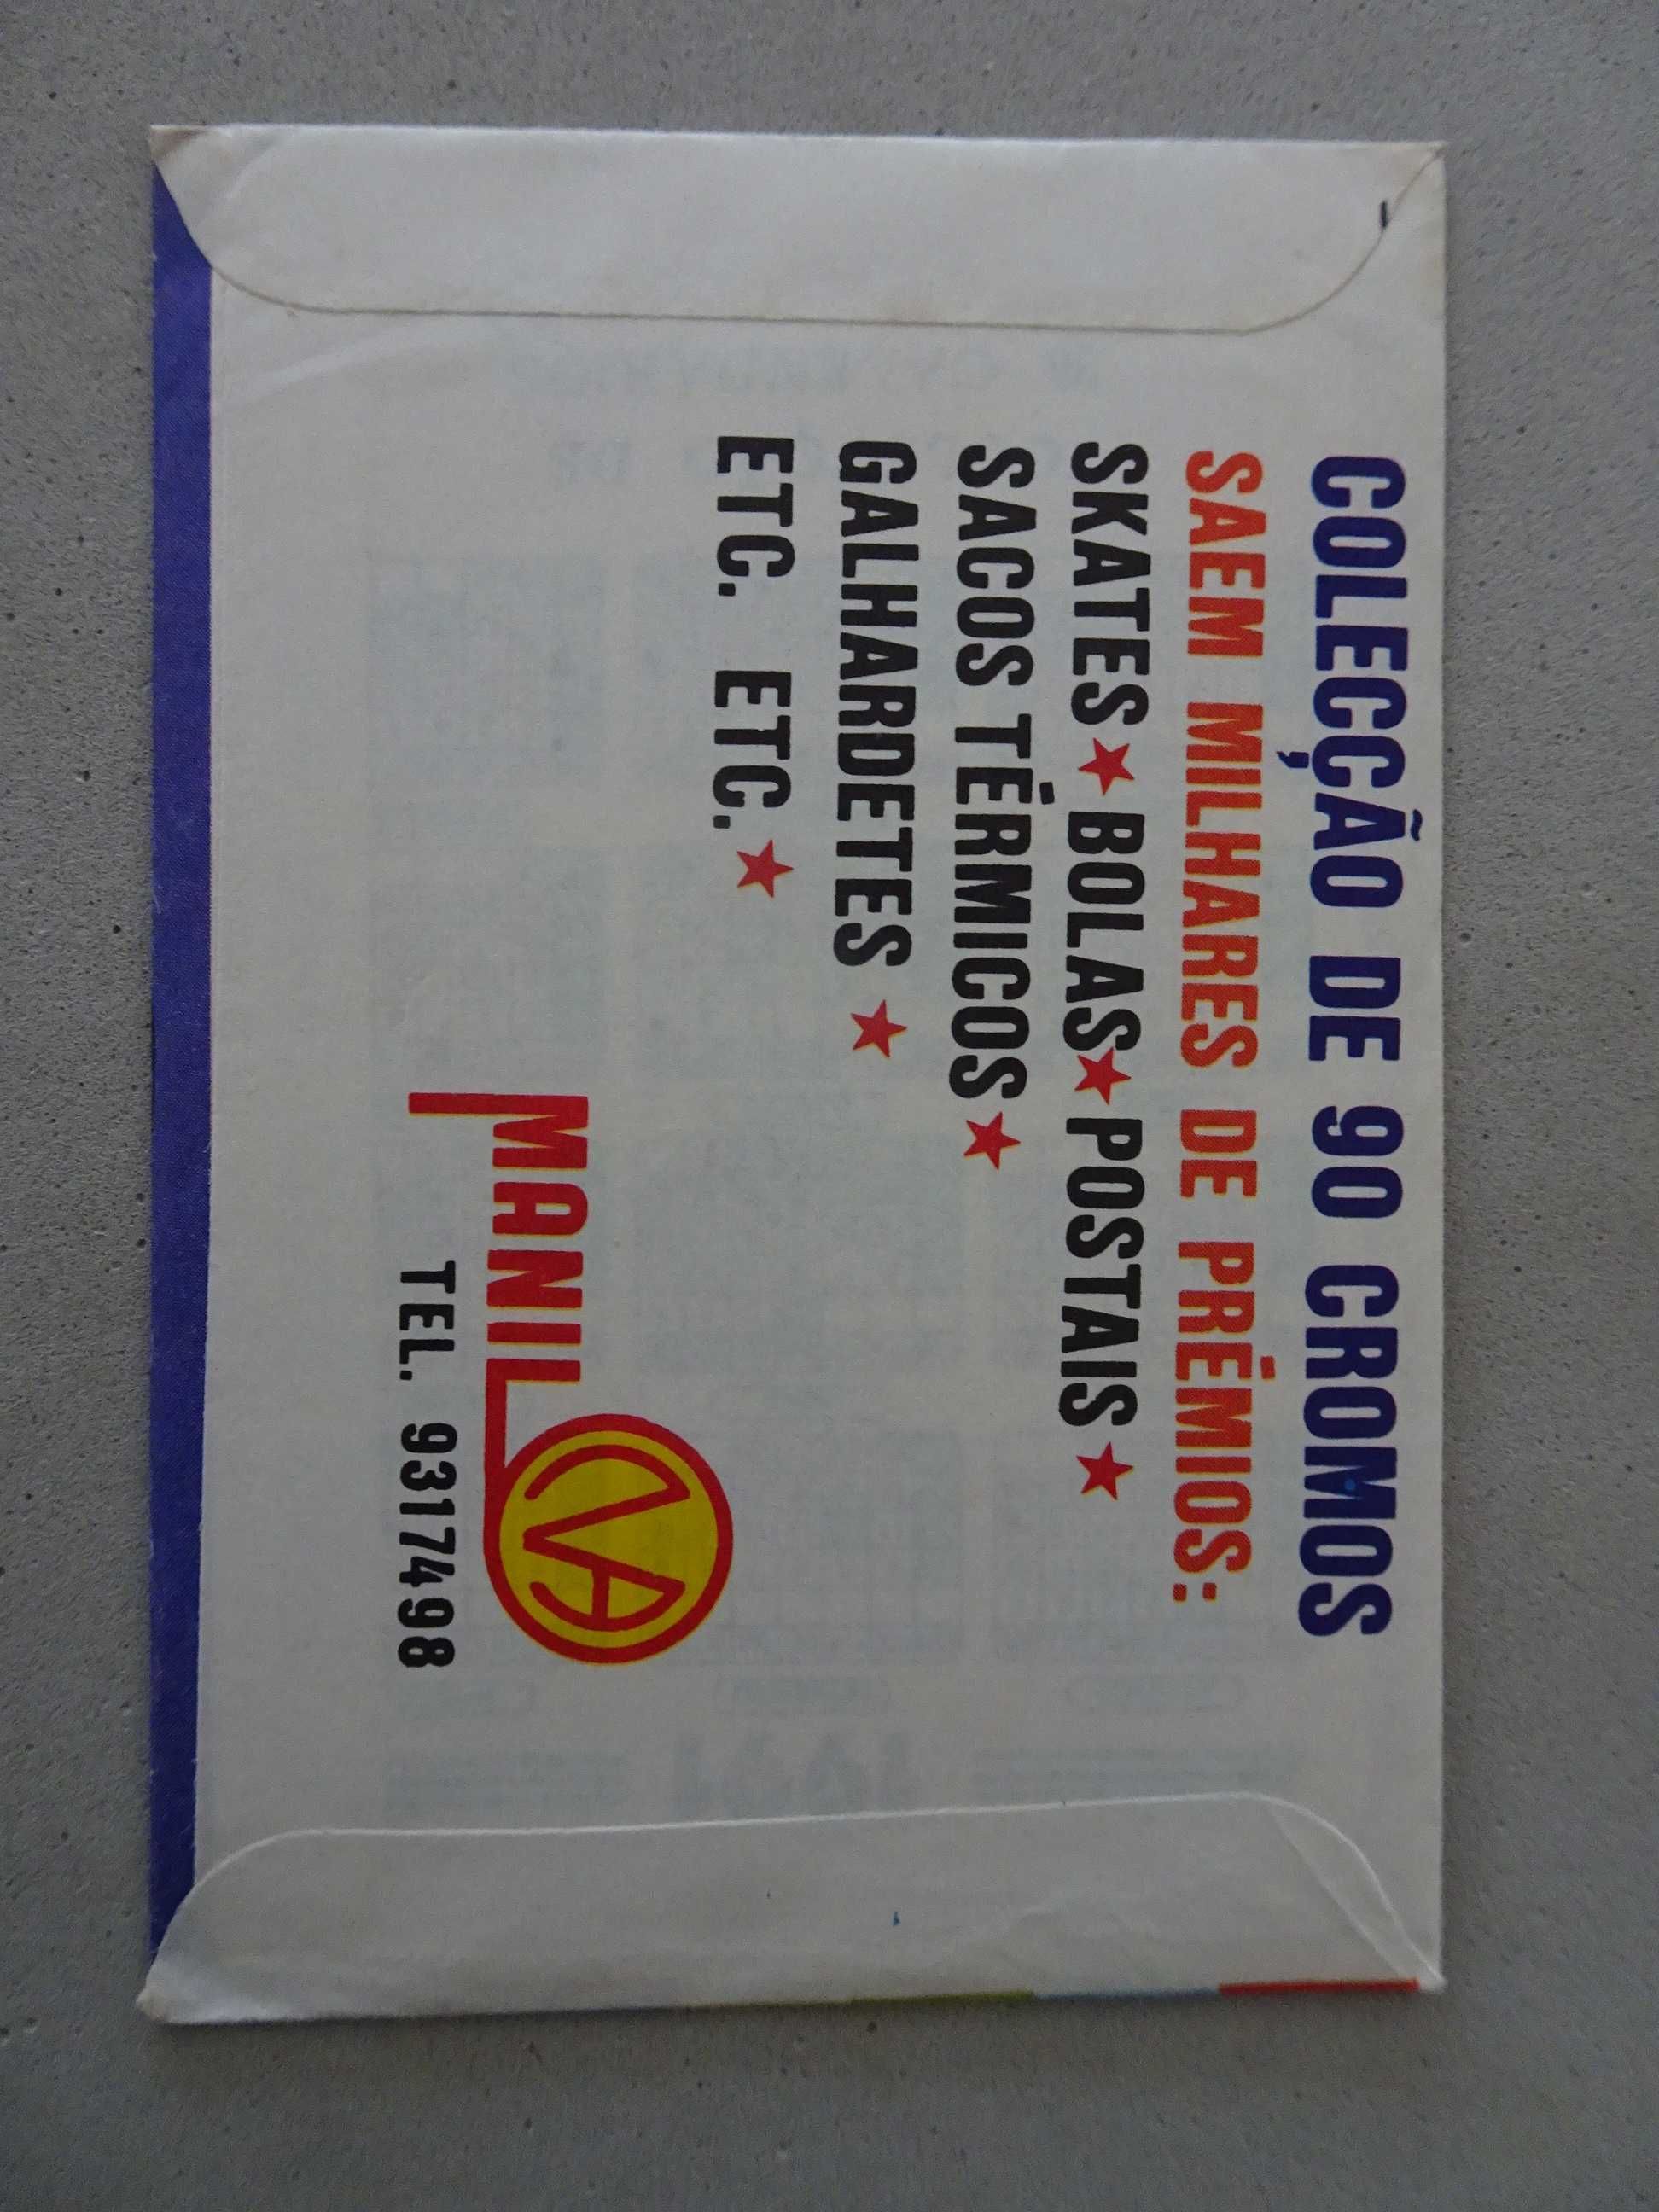 COLECÇÃO DE 90 CROMOS
SAEM MILHARES DE PRÉMIOS:
SKATES★ BOLAS★ POSTAIS ★
SACOS TÉRMICOS ★
GALHARDETES ★
ETC. ETC. ★
MANIL
TEL. 9317498